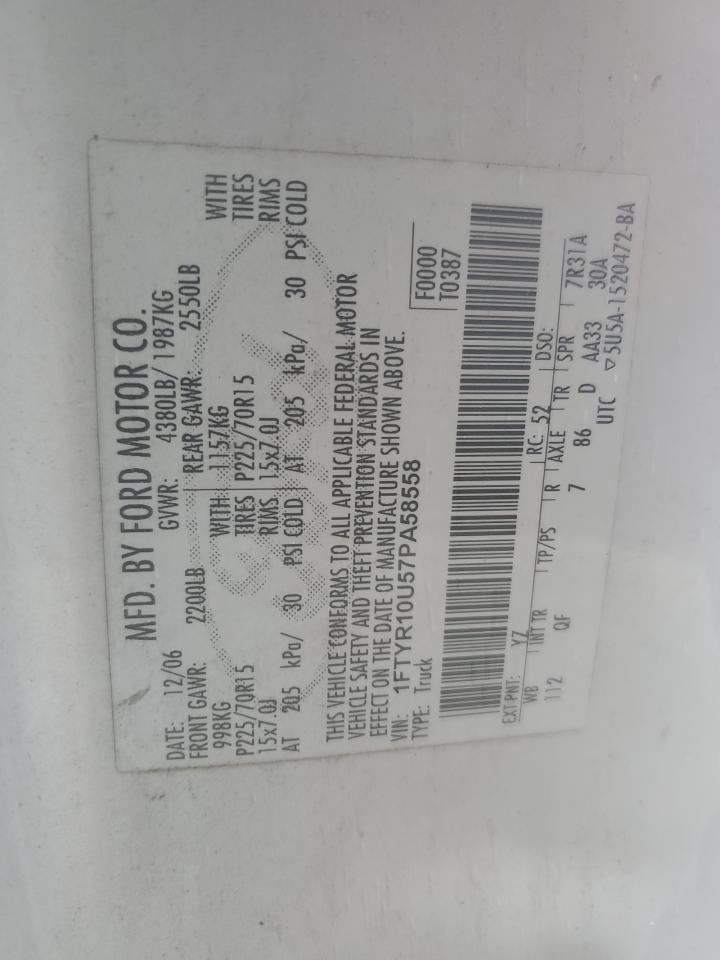 MFD. BY FORD MOTOR CO.
DATE: 12/06 GVWR: 4380LB/ 1987KG
FRONT GAWR: 2200LB REAR GAWR: 2550LB
998KG WITH 1157KG WITH
P225/70R15 TIRES P225/70R15 TIRES
15x7.0J RIMS 15x7.0J RIMS
AT 205 kPa/ 30 PSI COLD AT 205 kPa/ 30 PSI COLD
THIS VEHICLE CONFORMS TO ALL APPLICABLE FEDERAL MOTOR
VEHICLE SAFETY AND THEFT PREVENTION STANDARDS IN
EFFECT ON THE DATE OF MANUFACTURE SHOWN ABOVE.
VIN: 1FTYR10U57PA58558 F0000
TYPE: Truck T0387
EXT PNT: YZ RC: 52 DSO:
WB INT TR TP/PS R AXLE TR SPR 7R31A
112 QF 7 86 D AA33 30A
UTC ▽5U5A-1520472-BA